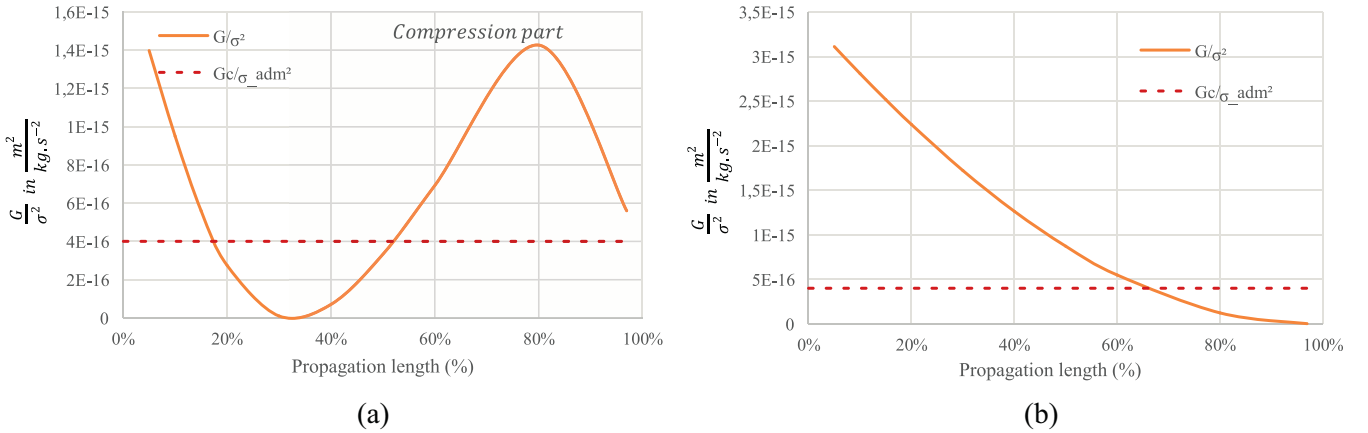 1,6E-15
1,4E-15
1,2E-15
1E-15
8E-16
6E-16
4E-16
2E-16
0
G/σ² in m²/kg.s⁻²
Compression part
G/σ²
Gc/σ_adm²
0% 20% 40% 60% 80% 100%
Propagation length (%)
(a)
3,5E-15
3E-15
2,5E-15
2E-15
1,5E-15
1E-15
5E-16
0
G/σ² in m²/kg.s⁻²
G/σ²
Gc/σ_adm²
0% 20% 40% 60% 80% 100%
Propagation length (%)
(b)